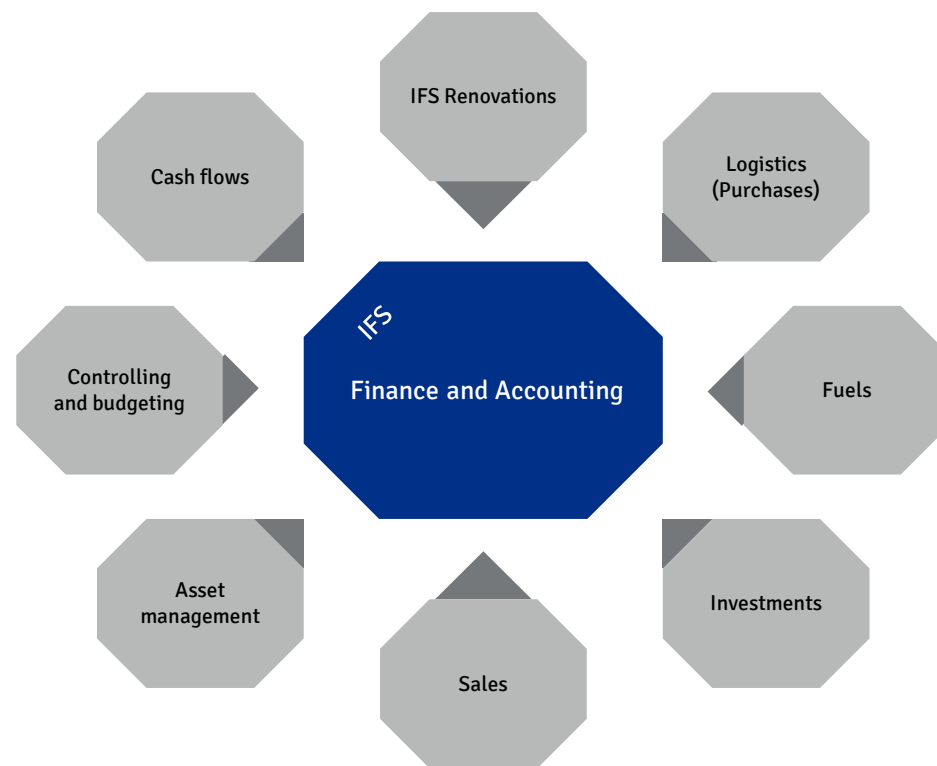 IFS Renovations
Cash flows
Logistics
(Purchases)
IFS
Controlling
and budgeting
Finance and Accounting
Fuels
Asset
management
Investments
Sales